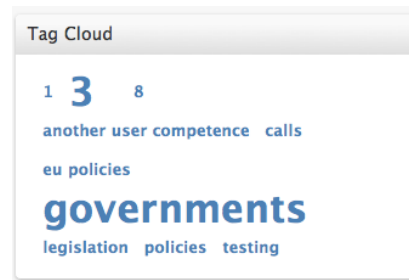 Tag Cloud
1 3 8
another user competence calls
eu policies
governments
legislation policies testing